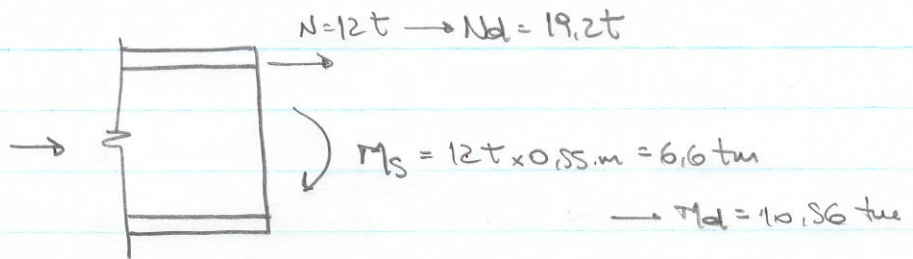 N=12t → Nd = 19,2t
Ms = 12t x 0,55.m = 6,6 tm
→ Md = 10,56 tm